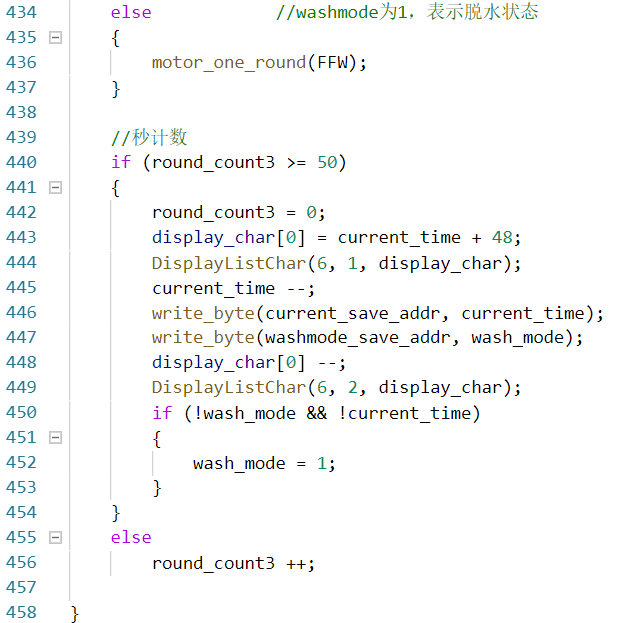 434     else            //washmode为1，表示脱水状态
435     {
436         motor_one_round(FFW);
437     }
438
439     //秒计数
440     if (round_count3 >= 50)
441     {
442         round_count3 = 0;
443         display_char[0] = current_time + 48;
444         DisplayListChar(6, 1, display_char);
445         current_time --;
446         write_byte(current_save_addr, current_time);
447         write_byte(washmode_save_addr, wash_mode);
448         display_char[0] --;
449         DisplayListChar(6, 2, display_char);
450         if (!wash_mode && !current_time)
451         {
452             wash_mode = 1;
453         }
454     }
455     else
456         round_count3 ++;
457
458 }